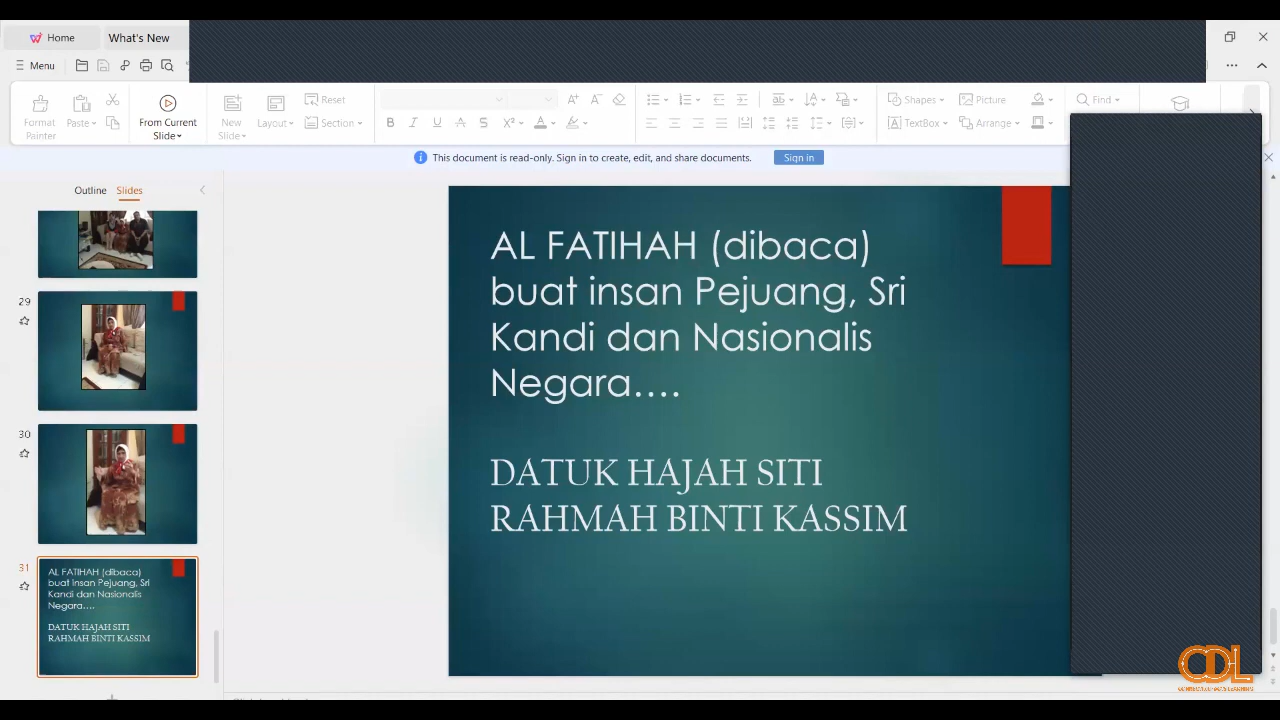 Home
What's New
Menu
Format Painter
Paste
From Current Slide
New Slide
Layout
Reset
Section
Shapes
Picture
Find
TextBox
Arrange
This document is read-only. Sign in to create, edit, and share documents.
Sign in
Outline
Slides
29
30
31
AL FATIHAH (dibaca)
buat insan Pejuang, Sri
Kandi dan Nasionalis
Negara....
DATUK HAJAH SITI
RAHMAH BINTI KASSIM
AL FATIHAH (dibaca)
buat insan Pejuang, Sri
Kandi dan Nasionalis
Negara....
DATUK HAJAH SITI
RAHMAH BINTI KASSIM